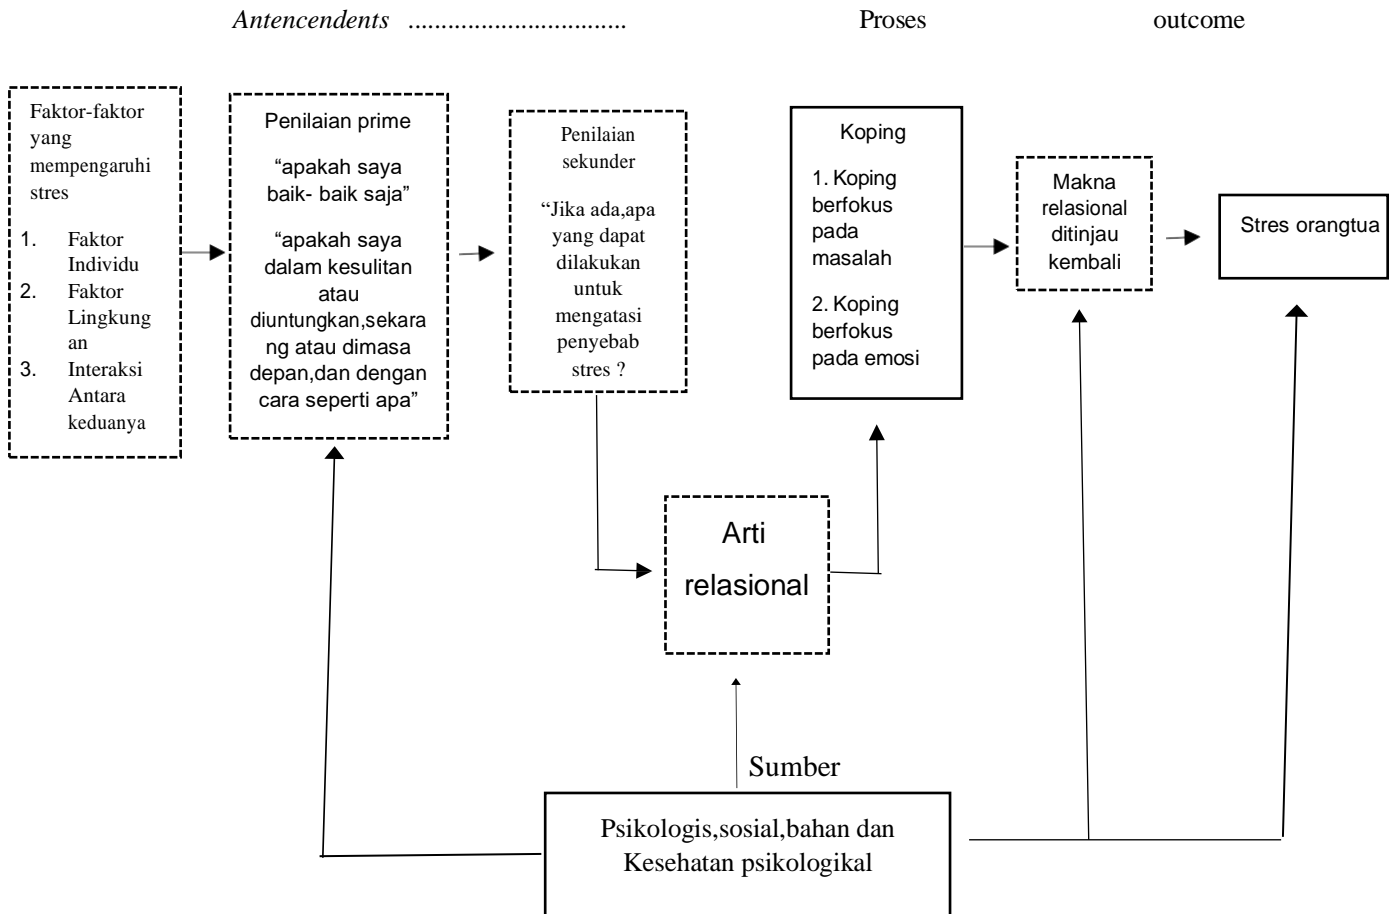 Antencendents ................................. Proses outcome
Faktor-faktor
yang
mempengaruhi
stres
1. Faktor
Individu
2. Faktor
Lingkung
an
3. Interaksi
Antara
keduanya
Penilaian prime
“apakah saya
baik- baik saja”
“apakah saya
dalam kesulitan
atau
diuntungkan,sekara
ng atau dimasa
depan,dan dengan
cara seperti apa”
Penilaian
sekunder
“Jika ada,apa
yang dapat
dilakukan
untuk
mengatasi
penyebab
stres ?
Arti
relasional
Koping
1. Koping
berfokus
pada
masalah
2. Koping
berfokus
pada emosi
Makna
relasional
ditinjau
kembali
Stres orangtua
Sumber
Psikologis,sosial,bahan dan
Kesehatan psikologikal